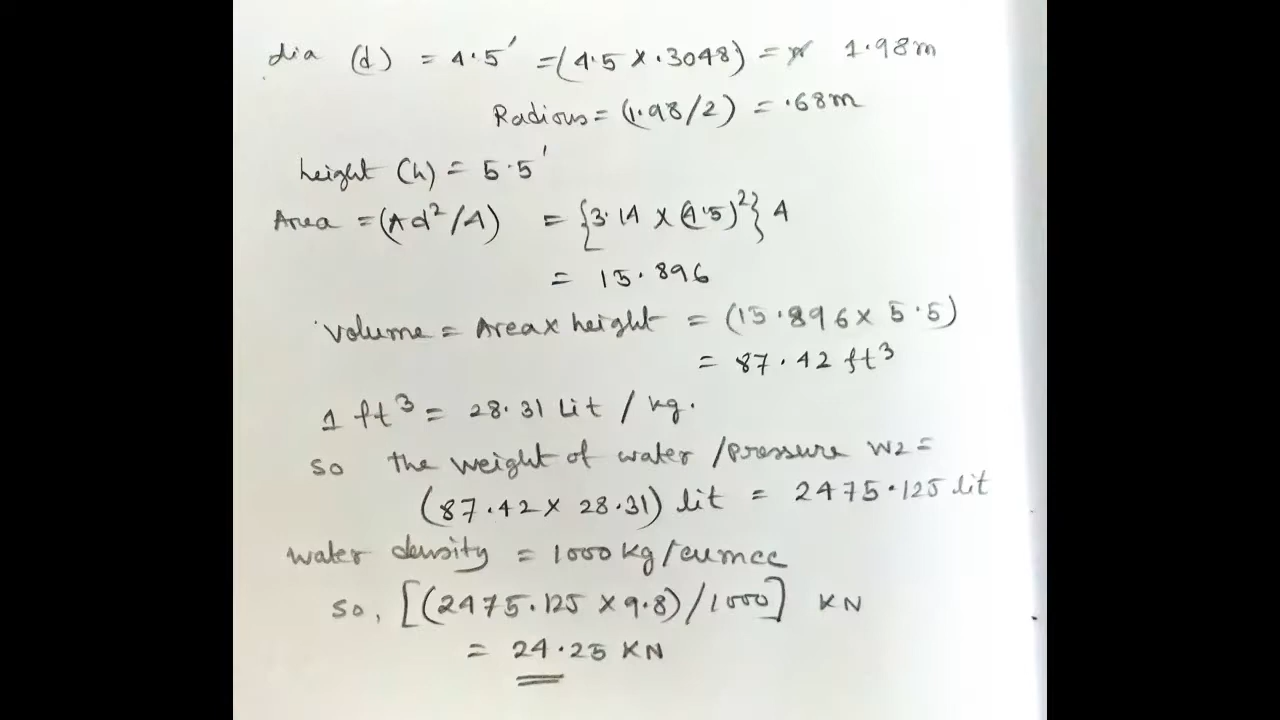 dia (d) = 4.5' = (4.5 x .3048) = 1.98m
Radious = (1.98/2) = .68m
height (h) = 5.5'
Area = (πd²/4) = {3.14 x (4.5)²} 4
= 15.896
Volume = Area x height = (15.896 x 5.5)
= 87.42 ft³
1 ft³ = 28.31 Lit / kg.
so the weight of water /pressure W2 =
(87.42 x 28.31) lit = 2475.125 lit
water density = 1000 kg/cumec
so, [(2475.125 x 9.8)/1000] KN
= 24.25 KN